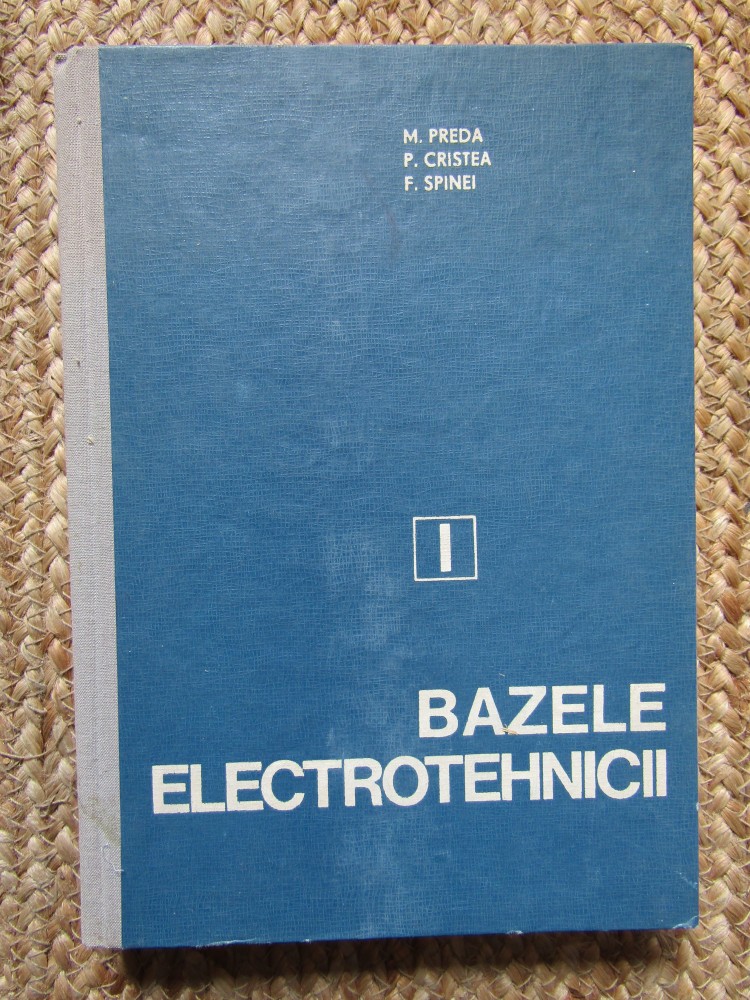 M. PREDA
P. CRISTEA
F. SPINEI
I
BAZELE
ELECTROTEHNICII